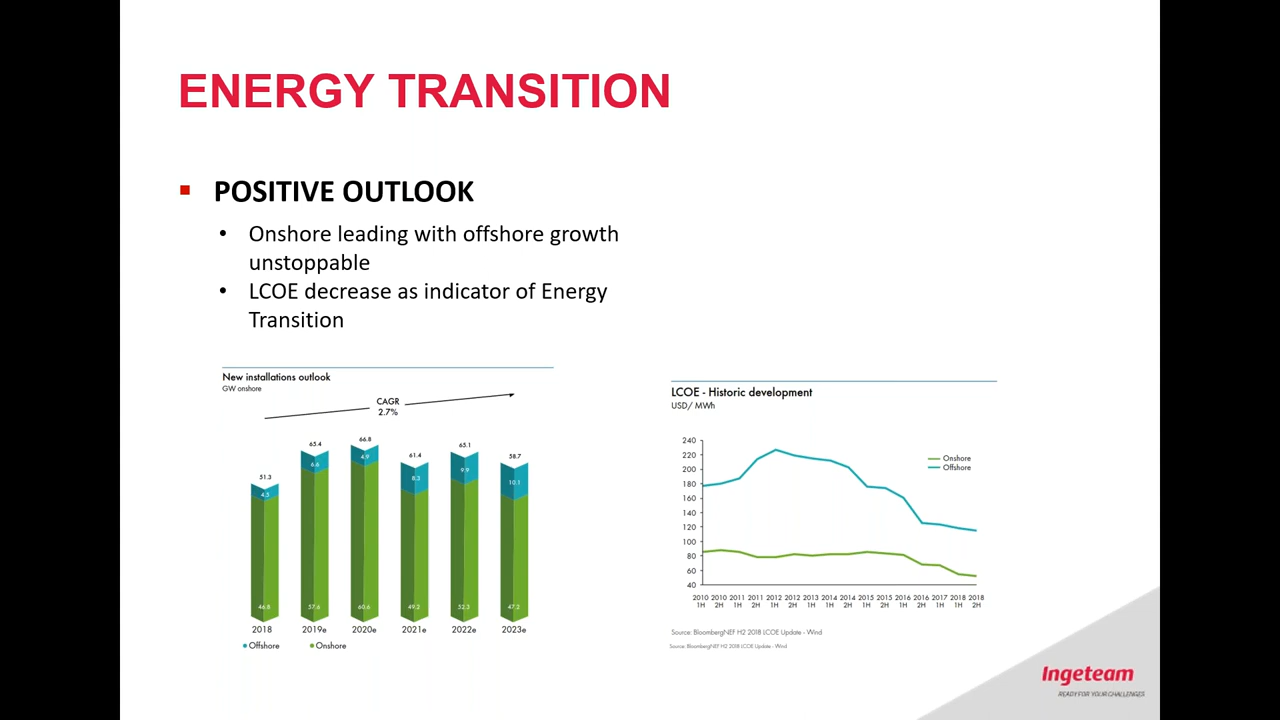 ENERGY TRANSITION
POSITIVE OUTLOOK
Onshore leading with offshore growth
unstoppable
LCOE decrease as indicator of Energy
Transition
New installations outlook
GW onshore
CAGR
2.7%
51.3 65.4 66.8 61.4 65.1 58.7
4.5 6.6 4.9 8.3 9.9 10.1
46.8 57.6 60.6 49.2 52.3 47.2
2018 2019e 2020e 2021e 2022e 2023e
Offshore Onshore
LCOE - Historic development
USD/ MWh
240
220
200
180
160
140
120
100
80
60
40
Onshore
Offshore
2010 2010 2011 2011 2012 2012 2013 2013 2014 2014 2015 2015 2016 2016 2017 2018 2018
1H 2H 1H 2H 1H 2H 1H 2H 1H 2H 1H 2H 1H 2H 1H 1H 2H
Source: BloombergNEF H2 2018 LCOE Update - Wind
Source: BloombergNEF H2 2018 LCOE Update - Wind
Ingeteam
READY FOR YOUR CHALLENGES